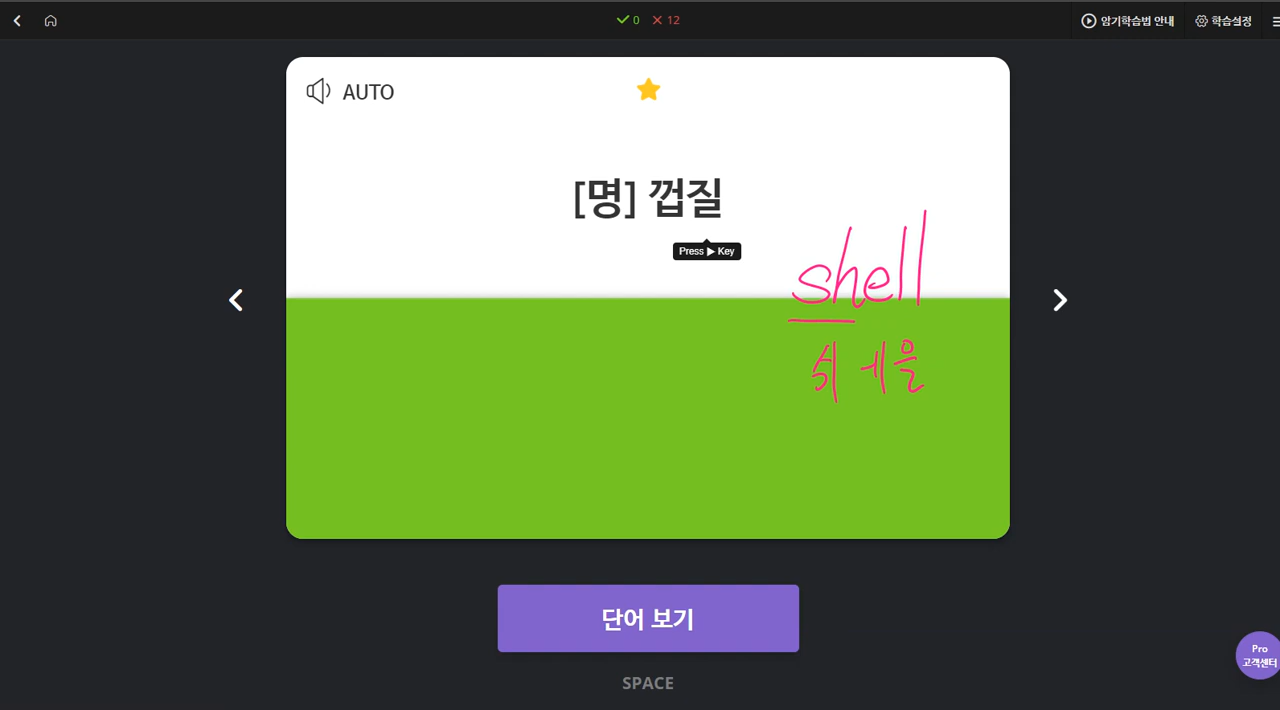 0 12 암기학습법 안내 학습설정
AUTO
[명] 껍질
Press ▶ Key
shell
쉬 에을
단어 보기
SPACE
Pro
고객센터